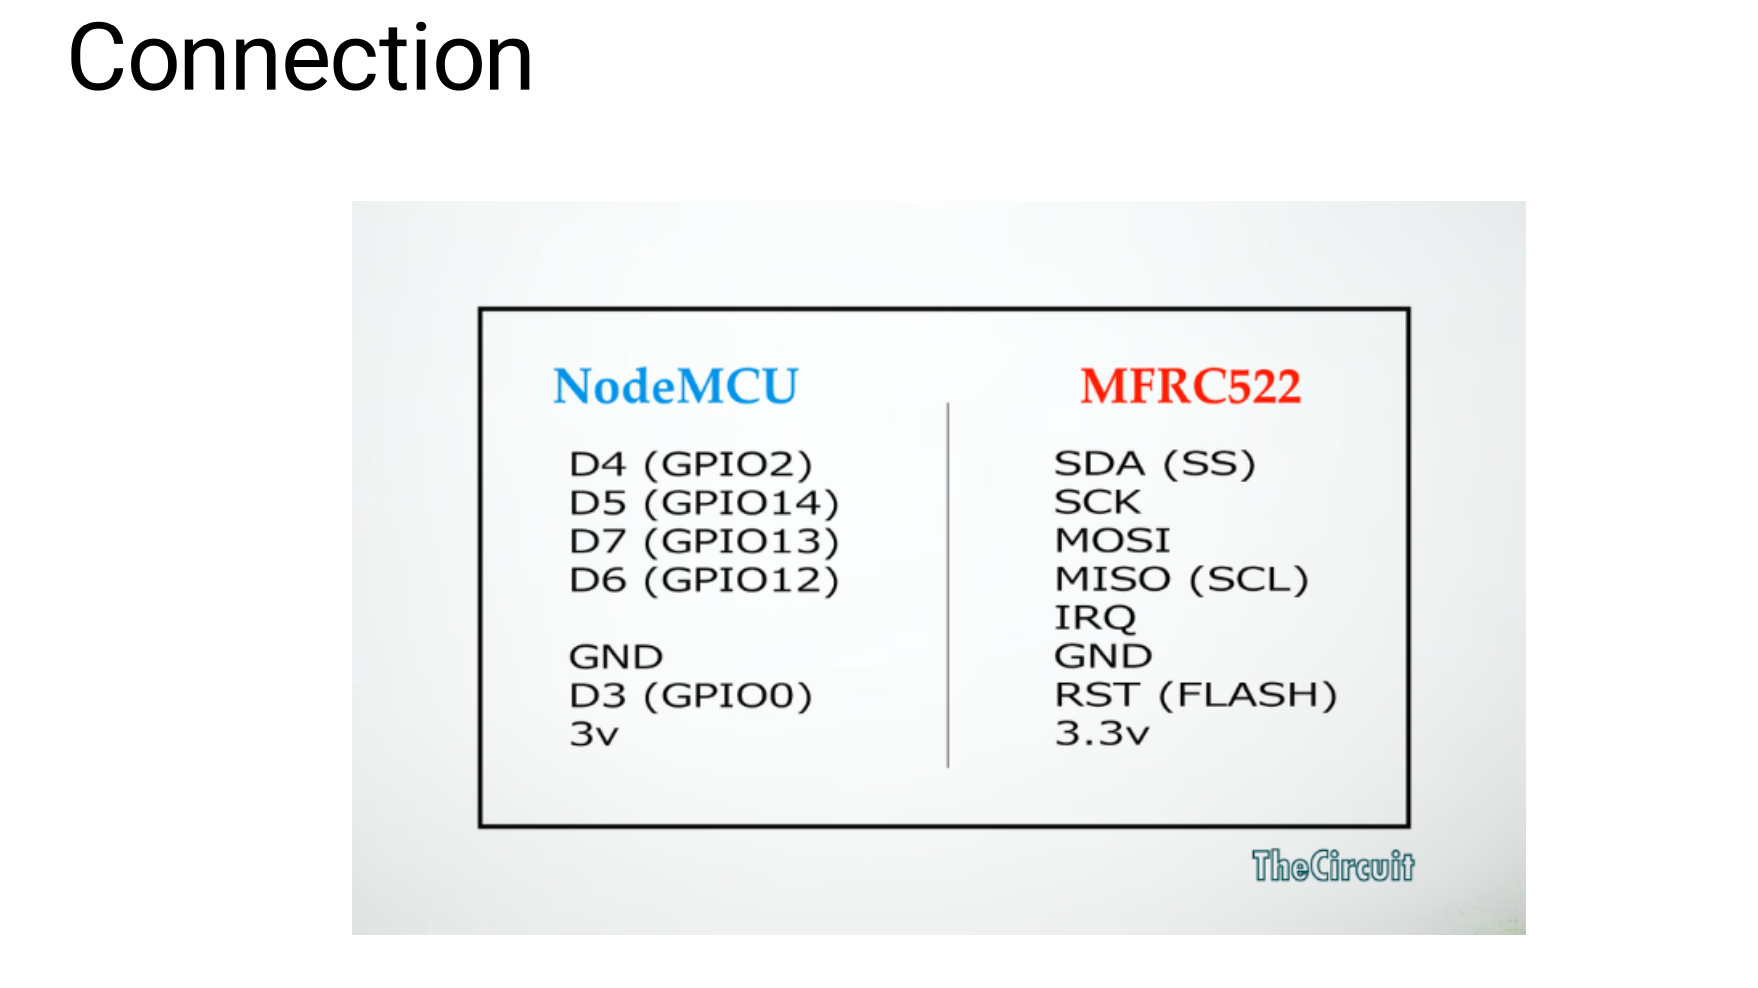 Connection
NodeMCU
D4 (GPIO2)
D5 (GPIO14)
D7 (GPIO13)
D6 (GPIO12)
GND
D3 (GPIO0)
3v
MFRC522
SDA (SS)
SCK
MOSI
MISO (SCL)
IRQ
GND
RST (FLASH)
3.3v
TheCircuit